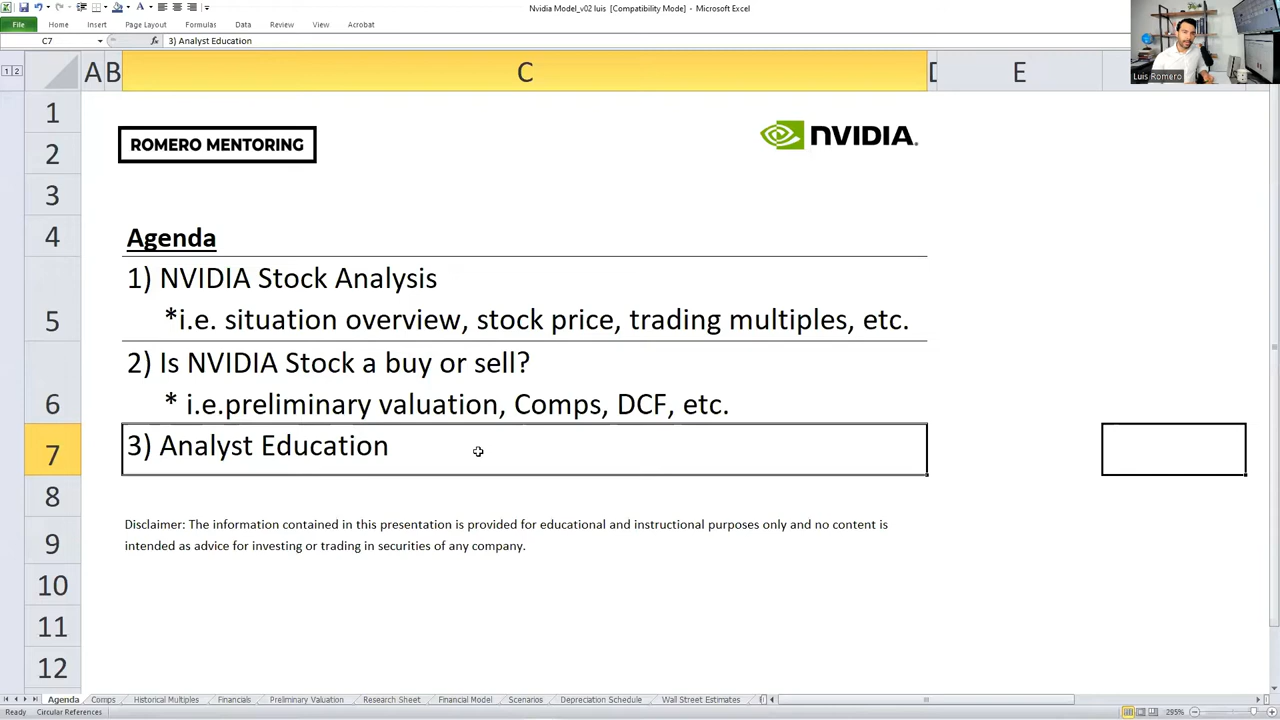 Nvidia Model_v02 luis [Compatibility Mode] - Microsoft Excel
File Home Insert Page Layout Formulas Data Review View Acrobat
C7 fx 3) Analyst Education
Luis Romero
1 2 A B C D E
1
2
3
4
5
6
7
8
9
10
11
12
ROMERO MENTORING
NVIDIA.
Agenda
1) NVIDIA Stock Analysis
*i.e. situation overview, stock price, trading multiples, etc.
2) Is NVIDIA Stock a buy or sell?
* i.e.preliminary valuation, Comps, DCF, etc.
3) Analyst Education
Disclaimer: The information contained in this presentation is provided for educational and instructional purposes only and no content is
intended as advice for investing or trading in securities of any company.
Agenda Comps Historical Multiples Financials Preliminary Valuation Research Sheet Financial Model Scenarios Depreciation Schedule Wall Street Estimates
Ready Circular References 295%